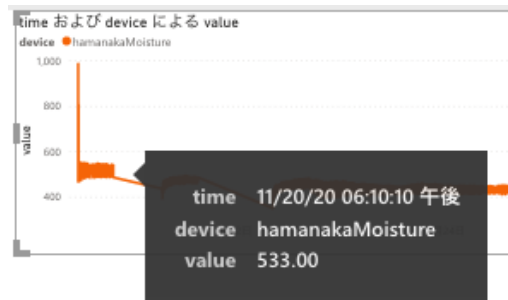 time および device による value
device hamanakaMoisture
1,000
800
600
400
value
time 11/20/20 06:10:10 午後
device hamanakaMoisture
value 533.00